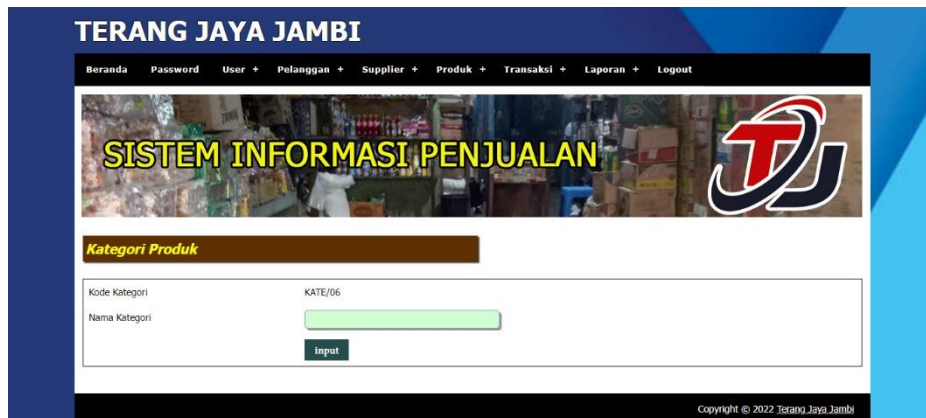 TERANG JAYA JAMBI
Beranda Password User + Pelanggan + Supplier + Produk + Transaksi + Laporan + Logout
SISTEM INFORMASI PENJUALAN
TJ
Kategori Produk
Kode Kategori KATE/06
Nama Kategori
input
Copyright © 2022 Terang Jaya Jambi